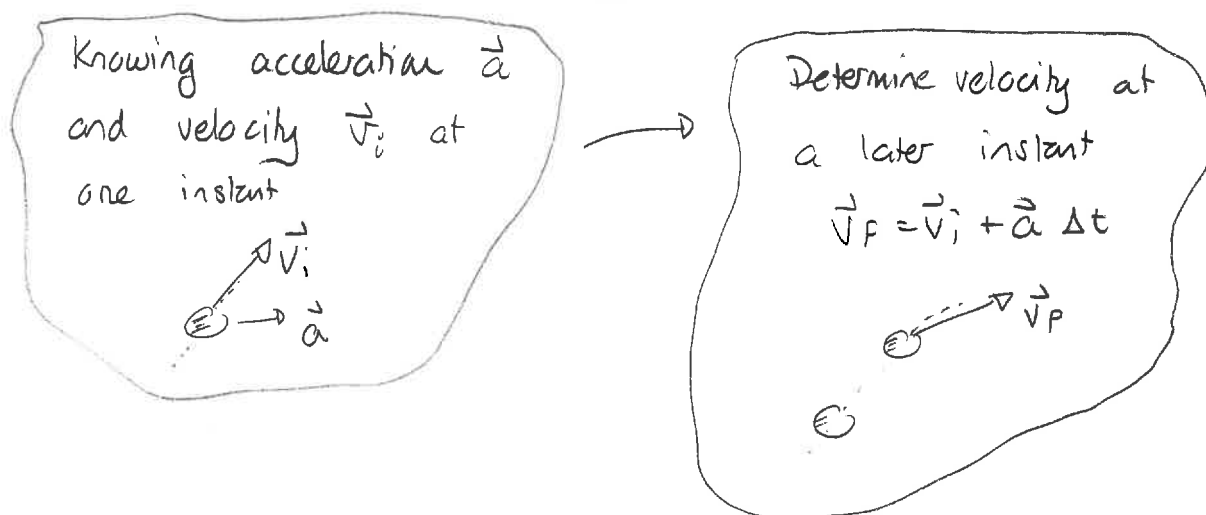 Knowing acceleration a⃗
and velocity v⃗ᵢ at
one instant
v⃗ᵢ
a⃗
Determine velocity at
a later instant
v⃗f = v⃗ᵢ + a⃗ Δt
v⃗f